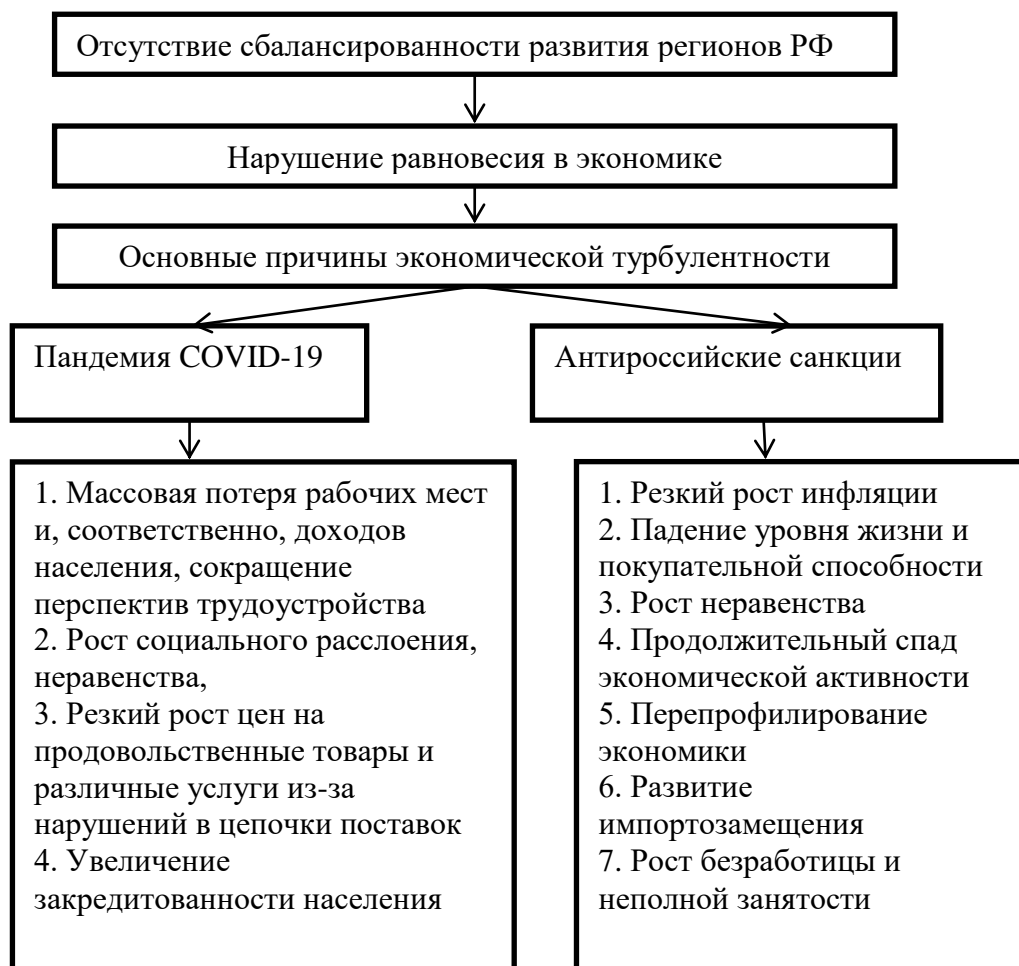 Отсутствие сбалансированности развития регионов РФ
Нарушение равновесия в экономике
Основные причины экономической турбулентности
Пандемия COVID-19
Антироссийские санкции
1. Массовая потеря рабочих мест
и, соответственно, доходов
населения, сокращение
перспектив трудоустройства
2. Рост социального расслоения,
неравенства,
3. Резкий рост цен на
продовольственные товары и
различные услуги из-за
нарушений в цепочки поставок
4. Увеличение
закредитованности населения
1. Резкий рост инфляции
2. Падение уровня жизни и
покупательной способности
3. Рост неравенства
4. Продолжительный спад
экономической активности
5. Перепрофилирование
экономики
6. Развитие
импортозамещения
7. Рост безработицы и
неполной занятости